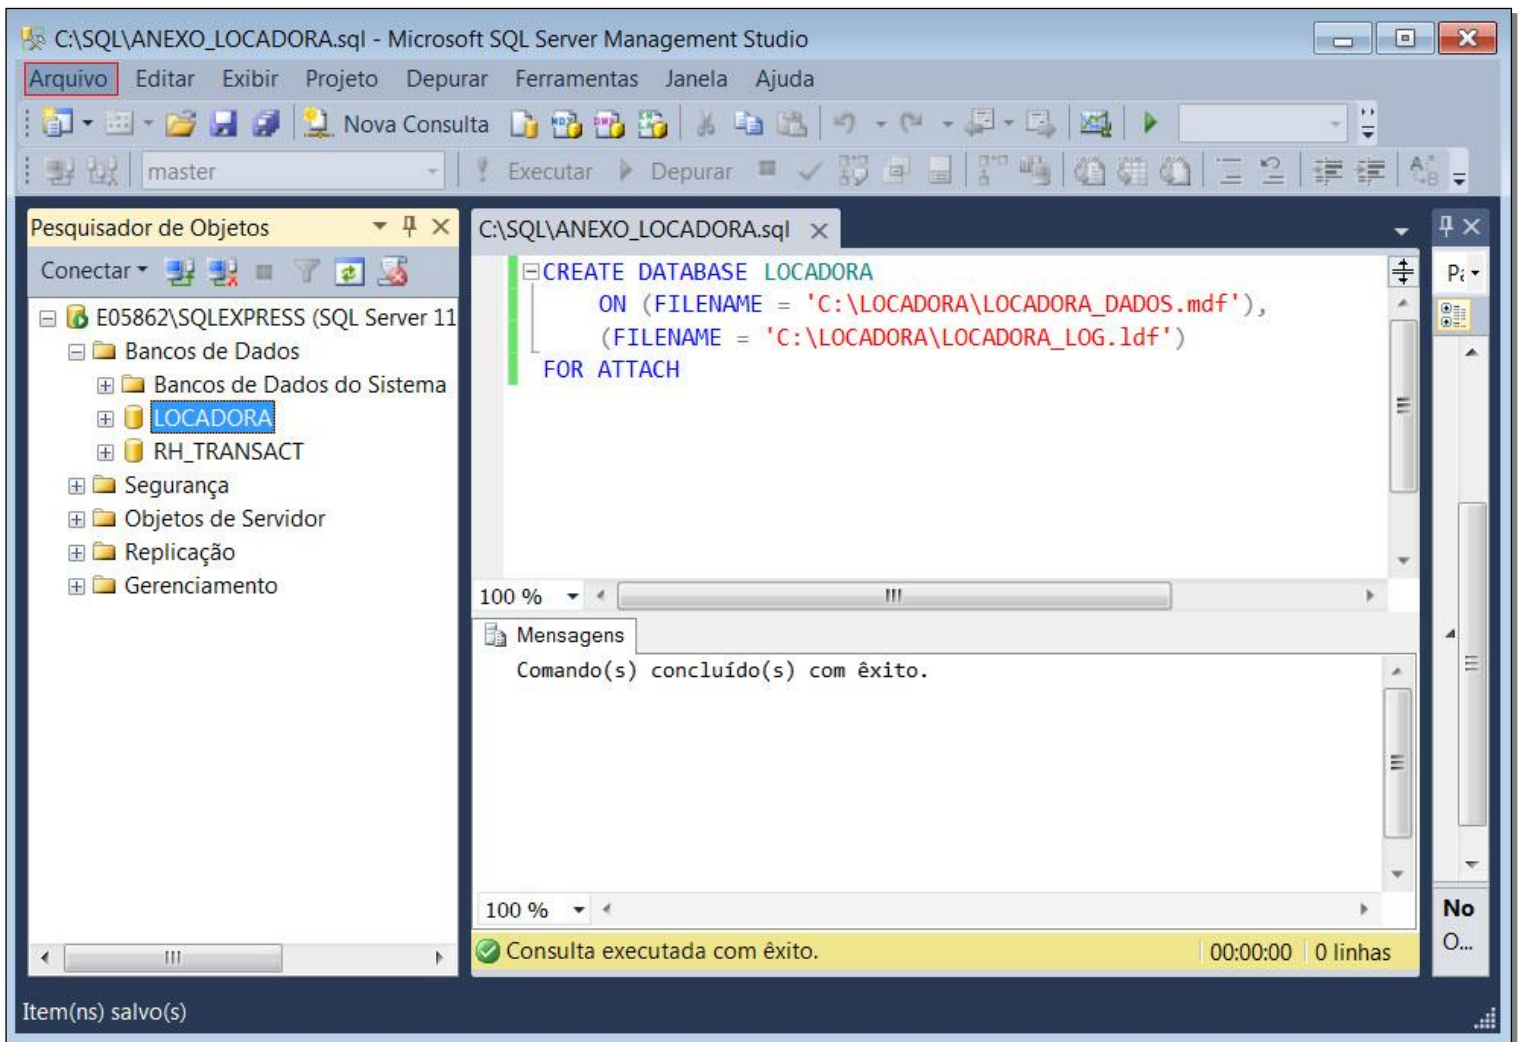 C:\SQL\ANEXO_LOCADORA.sql - Microsoft SQL Server Management Studio
Arquivo Editar Exibir Projeto Depurar Ferramentas Janela Ajuda
Nova Consulta
master Executar Depurar
Pesquisador de Objetos
Conectar
E05862\SQLEXPRESS (SQL Server 11
Bancos de Dados
Bancos de Dados do Sistema
LOCADORA
RH_TRANSACT
Segurança
Objetos de Servidor
Replicação
Gerenciamento
C:\SQL\ANEXO_LOCADORA.sql
CREATE DATABASE LOCADORA
ON (FILENAME = 'C:\LOCADORA\LOCADORA_DADOS.mdf'),
(FILENAME = 'C:\LOCADORA\LOCADORA_LOG.ldf')
FOR ATTACH
100 %
Mensagens
Comando(s) concluído(s) com êxito.
100 %
Consulta executada com êxito. 00:00:00 0 linhas
No
O...
Item(ns) salvo(s)